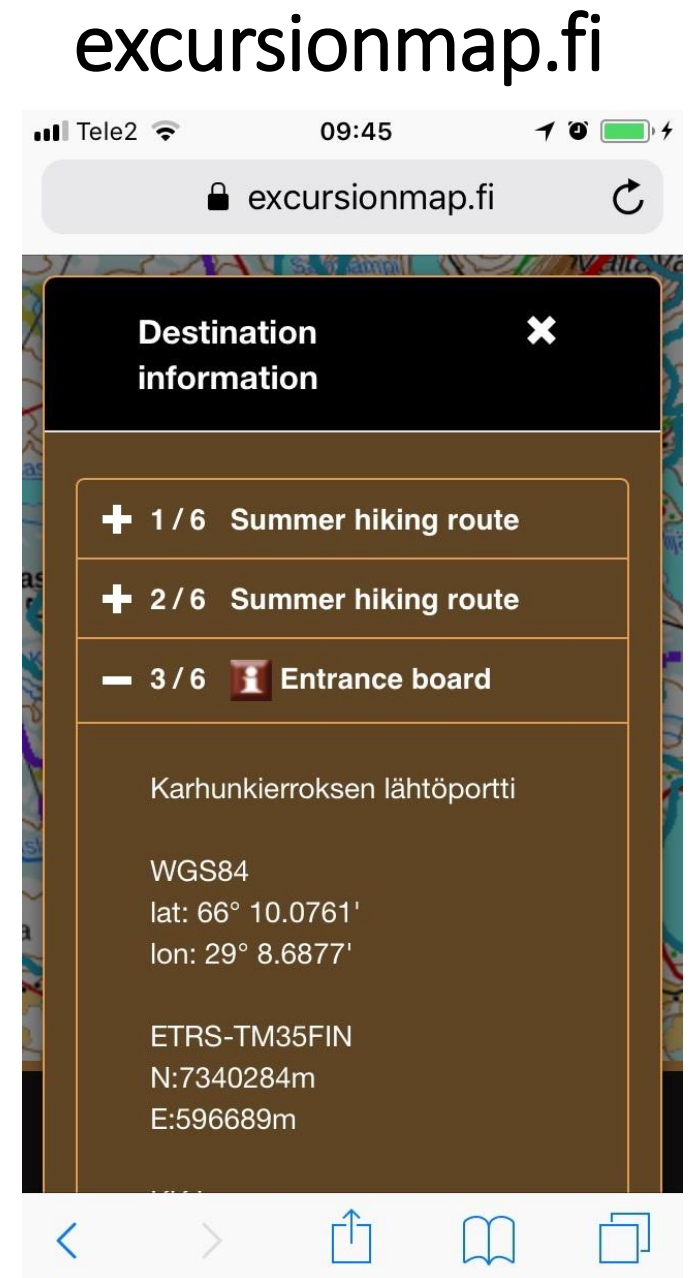 excursionmap.fi
Tele2 09:45
excursionmap.fi
Destination
information
1 / 6 Summer hiking route
2 / 6 Summer hiking route
3 / 6 i Entrance board
Karhunkierroksen lähtöportti
WGS84
lat: 66° 10.0761'
lon: 29° 8.6877'
ETRS-TM35FIN
N:7340284m
E:596689m